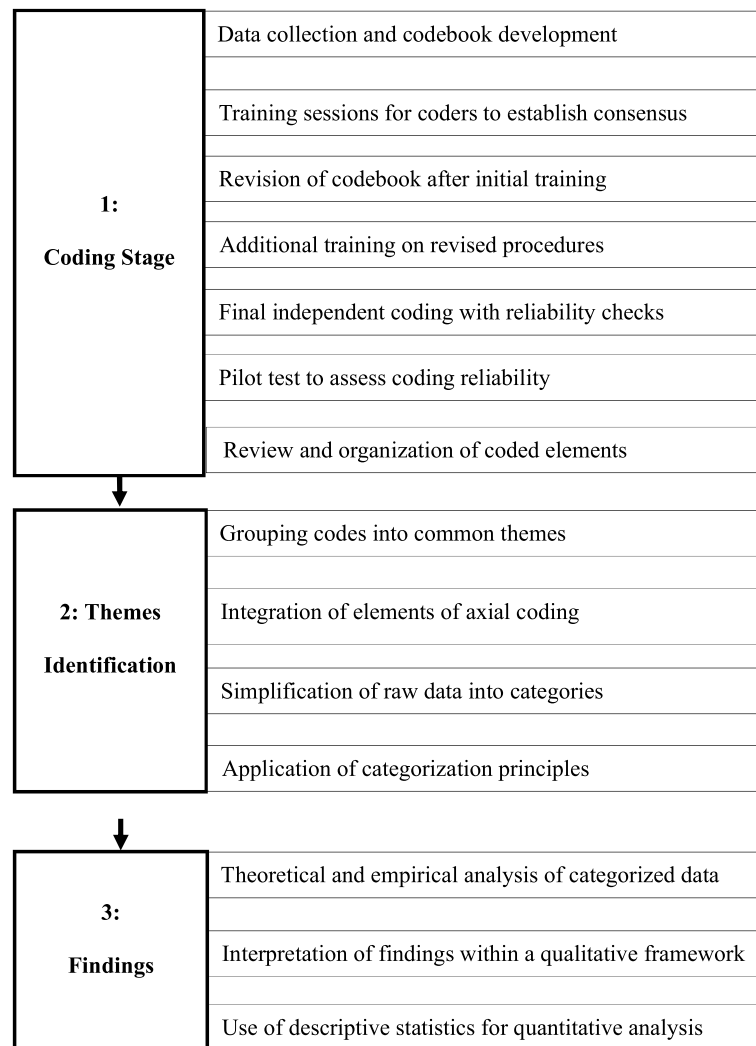 1:
Coding Stage
Data collection and codebook development
Training sessions for coders to establish consensus
Revision of codebook after initial training
Additional training on revised procedures
Final independent coding with reliability checks
Pilot test to assess coding reliability
Review and organization of coded elements
2: Themes
Identification
Grouping codes into common themes
Integration of elements of axial coding
Simplification of raw data into categories
Application of categorization principles
3:
Findings
Theoretical and empirical analysis of categorized data
Interpretation of findings within a qualitative framework
Use of descriptive statistics for quantitative analysis